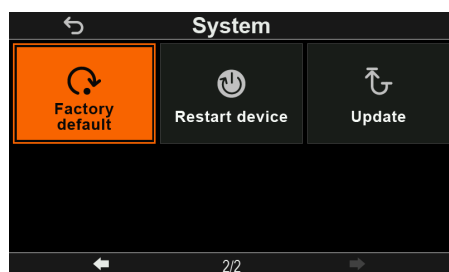 System
Factory
default
Restart device
Update
2/2